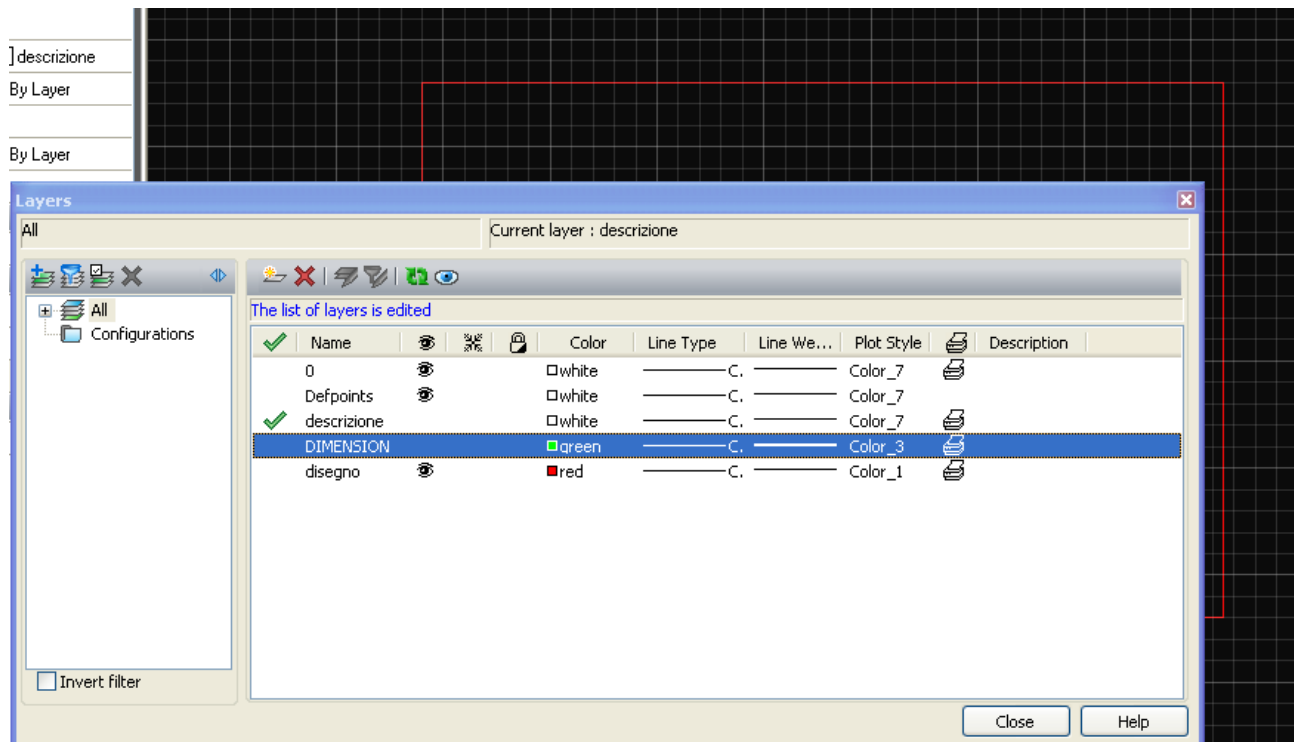 ] descrizione
By Layer
By Layer
Layers
All
Current layer : descrizione
All
Configurations
The list of layers is edited
Name Color Line Type Line We... Plot Style Description
0 white C. Color_7
Defpoints white C. Color_7
descrizione white C. Color_7
DIMENSION green C. Color_3
disegno red C. Color_1
Invert filter
Close Help